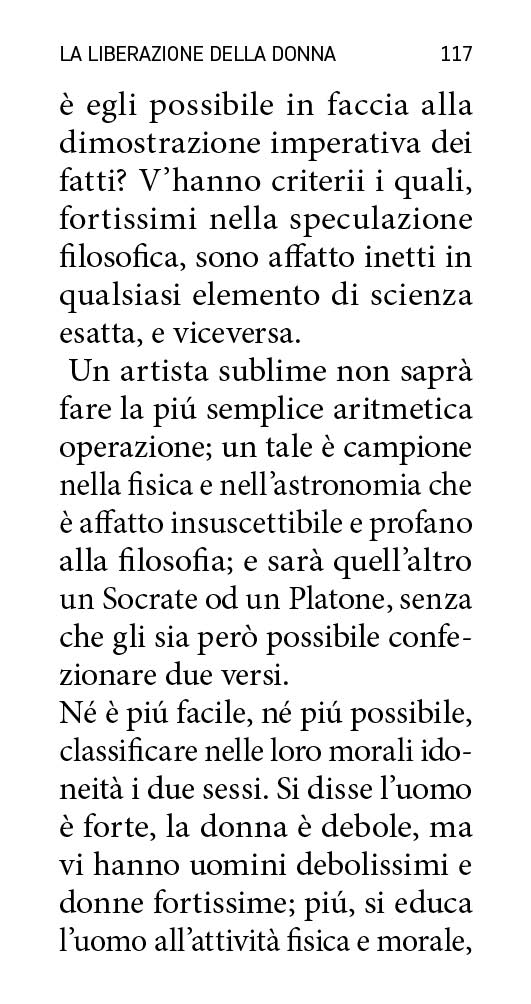 LA LIBERAZIONE DELLA DONNA 117
è egli possibile in faccia alla
dimostrazione imperativa dei
fatti? V’hanno criterii i quali,
fortissimi nella speculazione
filosofica, sono affatto inetti in
qualsiasi elemento di scienza
esatta, e viceversa.
Un artista sublime non saprà
fare la piú semplice aritmetica
operazione; un tale è campione
nella fisica e nell’astronomia che
è affatto insuscettibile e profano
alla filosofia; e sarà quell’altro
un Socrate od un Platone, senza
che gli sia però possibile confe-
zionare due versi.
Né è piú facile, né piú possibile,
classificare nelle loro morali ido-
neità i due sessi. Si disse l’uomo
è forte, la donna è debole, ma
vi hanno uomini debolissimi e
donne fortissime; piú, si educa
l’uomo all’attività fisica e morale,